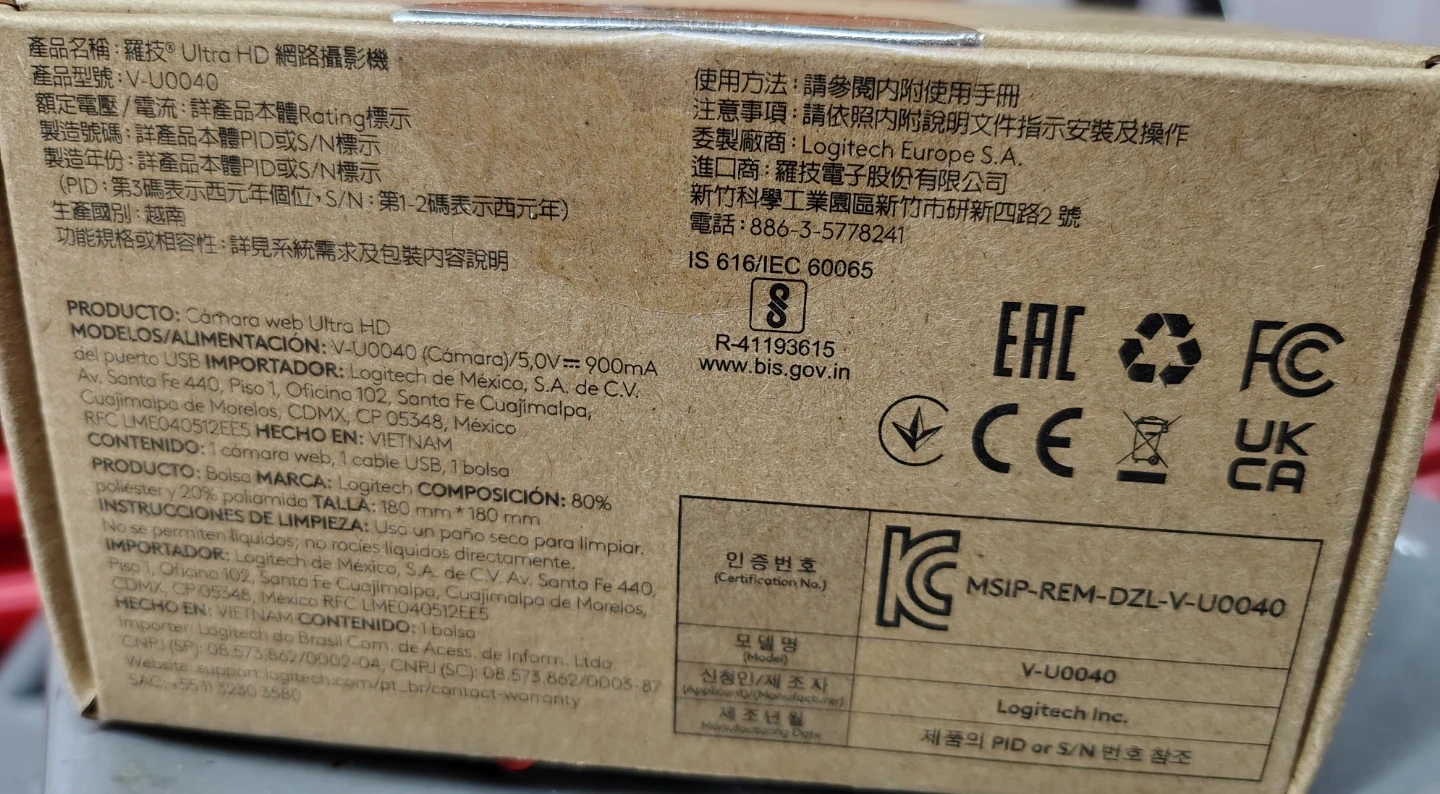 產品名稱：羅技® Ultra HD 網路攝影機
產品型號：V-U0040
額定電壓 / 電流：詳產品本體Rating標示
製造號碼：詳產品本體PID或S/N標示
製造年份：詳產品本體PID或S/N標示
(PID：第3碼表示西元年個位，S/N：第1-2碼表示西元年)
生產國別：越南
功能規格或相容性：詳見系統需求及包裝內容說明
使用方法：請參閱內附使用手冊
注意事項：請依照內附說明文件指示安裝及操作
委製廠商：Logitech Europe S.A.
進口商：羅技電子股份有限公司
新竹科學工業園區新竹市研新四路2 號
電話：886-3-5778241
IS 616/IEC 60065
R-41193615
www.bis.gov.in
PRODUCTO: Cámara web Ultra HD
MODELOS/ALIMENTACIÓN: V-U0040 (Cámara)/5,0V⎓ 900mA
del puerto USB IMPORTADOR: Logitech de México, S.A. de C.V.
Av. Santa Fe 440, Piso 1, Oficina 102, Santa Fe Cuajimalpa,
Cuajimalpa de Morelos, CDMX, CP 05348, México
RFC LME040512EE5 HECHO EN: VIETNAM
CONTENIDO: 1 cámara web, 1 cable USB, 1 bolsa
PRODUCTO: Bolsa MARCA: Logitech COMPOSICIÓN: 80%
poliéster y 20% poliamida TALLA: 180 mm * 180 mm
INSTRUCCIONES DE LIMPIEZA: Usa un paño seco para limpiar.
No se permiten líquidos; no rocíes líquidos directamente.
IMPORTADOR: Logitech de México, S.A. de C.V. Av. Santa Fe 440,
Piso 1, Oficina 102, Santa Fe Cuajimalpa, Cuajimalpa de Morelos,
CDMX, CP 05348, México RFC LME040512EE5
HECHO EN: VIETNAM CONTENIDO: 1 bolsa
Importer: Logitech do Brasil Com. de Acess. de Inform. Ltda
CNPJ (SP): 08.573.862/0002-04, CNPJ (SC): 08.573.862/0003-87
Website: support.logitech.com/pt_br/contact-warranty
SAC: +55 11 3230 3580
EAC
FC
CE
UK
CA
인증번호
(Certification No.)
KC MSIP-REM-DZL-V-U0040
모델명
(Model)
V-U0040
신청인/제조자
(Applicant)/(Manufacturer)
Logitech Inc.
제조년월
Manufacturing Date
제품의 PID or S/N 번호 참조